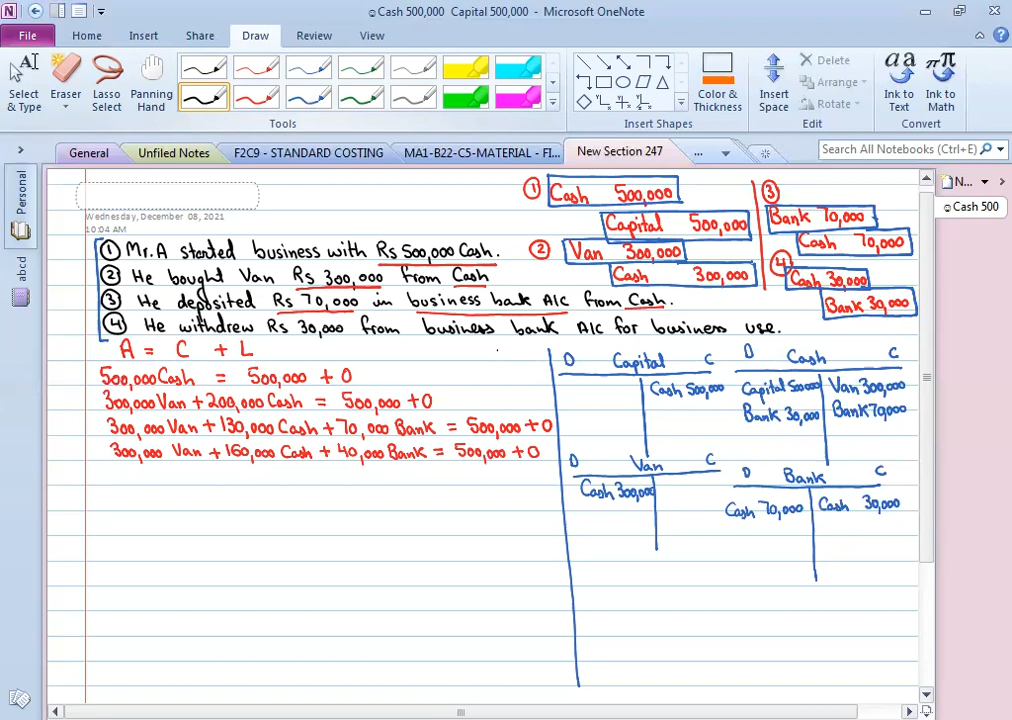 ☺Cash 500,000 Capital 500,000 - Microsoft OneNote
File Home Insert Share Draw Review View
Select & Type
Eraser
Lasso Select
Panning Hand
Color & Thickness
Insert Space
Delete
Arrange
Rotate
Ink to Text
Ink to Math
Tools Insert Shapes Edit Convert
General Unfiled Notes F2C9 - STANDARD COSTING MA1-B22-C5-MATERIAL - FI... New Section 247 ... Search All Notebooks (Ctrl+E)
Personal
abcd
N...
☺Cash 500
Wednesday, December 08, 2021
10:04 AM
① Mr.A started business with Rs 500,000 Cash.
② He bought Van Rs 300,000 from Cash
③ He deposited Rs 70,000 in business bank A/C from Cash.
④ He withdrew Rs 30,000 from business bank A/C for business use.
A = C + L
500,000 Cash = 500,000 + 0
300,000 Van + 200,000 Cash = 500,000 + 0
300,000 Van + 130,000 Cash + 70,000 Bank = 500,000 + 0
300,000 Van + 160,000 Cash + 40,000 Bank = 500,000 + 0
① Cash 500,000
Capital 500,000
② Van 300,000
Cash 300,000
③
Bank 70,000
Cash 70,000
④ Cash 30,000
Bank 30,000
D Capital C
Cash 500,000
D Cash C
Capital 500000 Van 300,000
Bank 30,000 Bank 70,000
D Van C
Cash 300,000
D Bank C
Cash 70,000 Cash 30,000